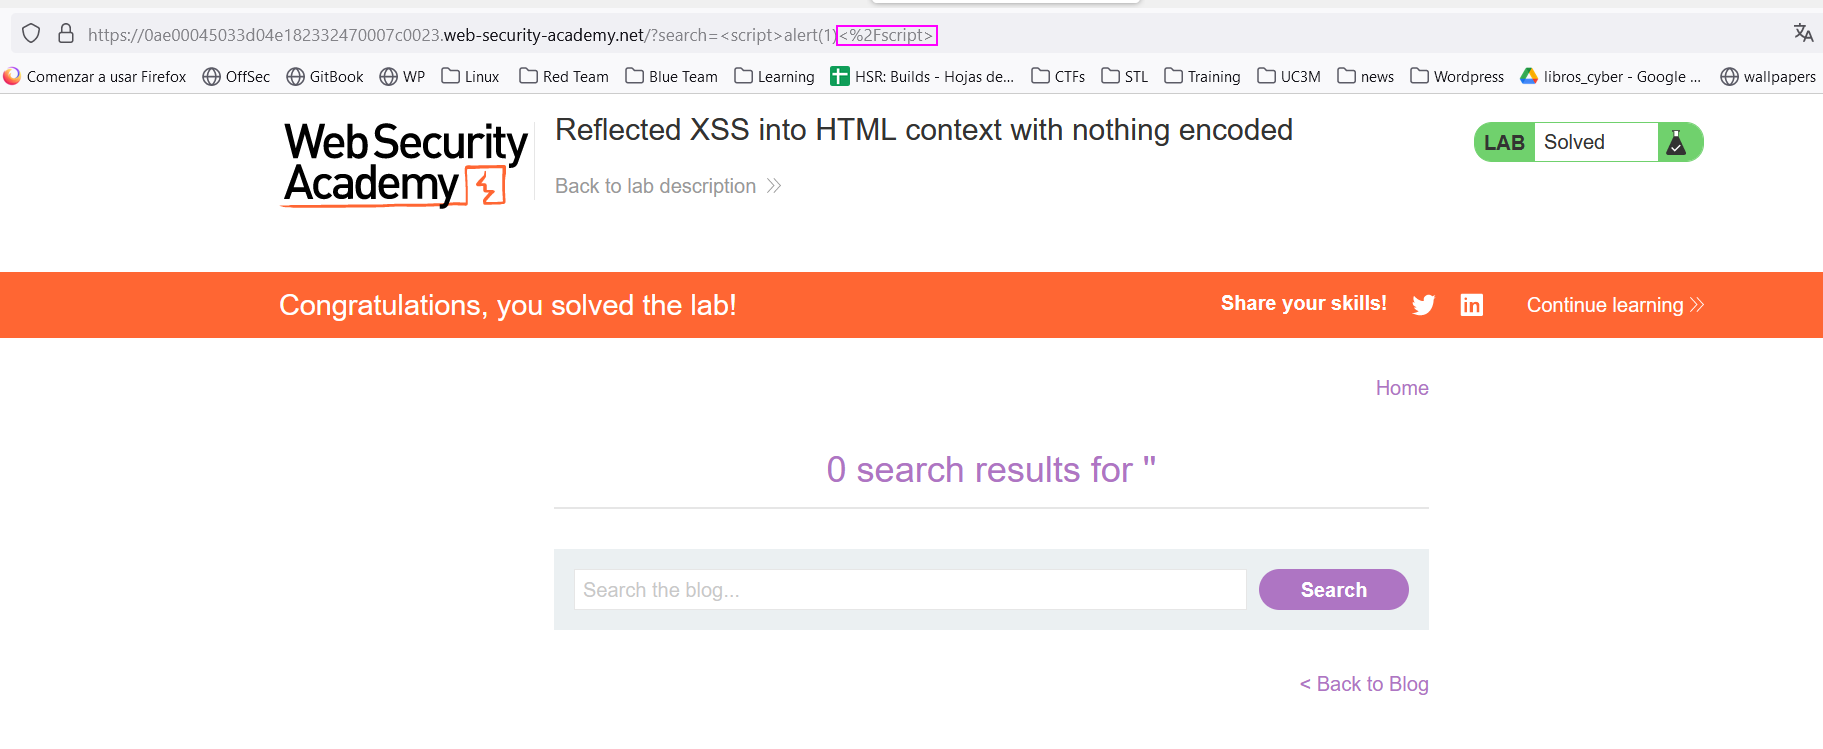 https://0ae00045033d04e182332470007c0023.web-security-academy.net/?search=<script>alert(1)<%2Fscript>
Comenzar a usar Firefox OffSec GitBook WP Linux Red Team Blue Team Learning HSR: Builds - Hojas de... CTFs STL Training UC3M news Wordpress libros_cyber - Google ... wallpapers
Web Security
Academy
Reflected XSS into HTML context with nothing encoded
Back to lab description
LAB Solved
Congratulations, you solved the lab! Share your skills! Continue learning
Home
0 search results for ''
Search the blog... Search
< Back to Blog